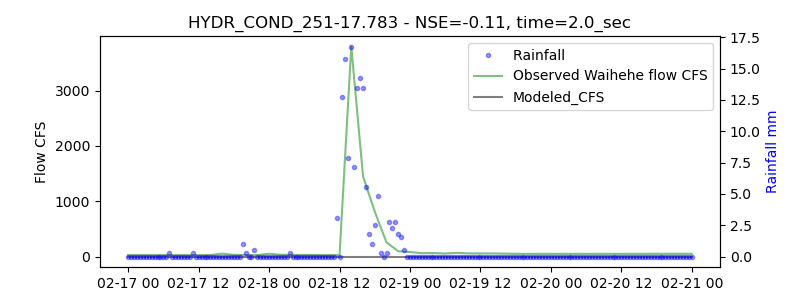 HYDR_COND_251-17.783 - NSE=-0.11, time=2.0_sec
Flow CFS
3000
2000
1000
0
Rainfall
Observed Waihehe flow CFS
Modeled_CFS
17.5
15.0
12.5
10.0
7.5
5.0
2.5
0.0
Rainfall mm
02-17 00 02-17 12 02-18 00 02-18 12 02-19 00 02-19 12 02-20 00 02-20 12 02-21 00